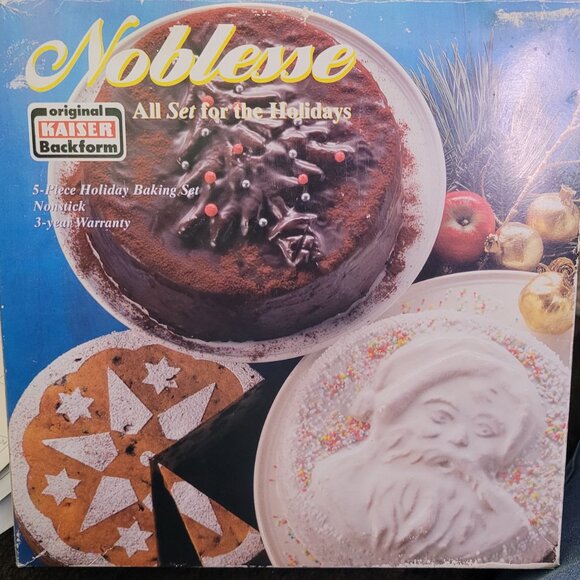 Noblesse
All Set for the Holidays
original
KAISER
Backform
5-Piece Holiday Baking Set
Nonstick
3-year Warranty